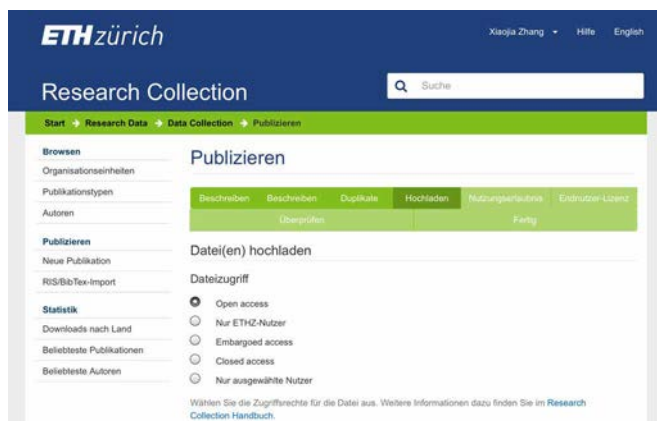 ETH zürich
Xiaojia Zhang Hilfe English
Research Collection
Suche
Start → Research Data → Data Collection → Publizieren
Browsen
Organisationseinheiten
Publikationstypen
Autoren
Publizieren
Neue Publikation
RIS/BibTex-Import
Statistik
Downloads nach Land
Beliebteste Publikationen
Beliebteste Autoren
Publizieren
Beschreiben Beschreiben Duplikate Hochladen Nutzungserlaubnis Endnutzer-Lizenz
Überprüfen Fertig
Datei(en) hochladen
Dateizugriff
Open access
Nur ETHZ-Nutzer
Embargoed access
Closed access
Nur ausgewählte Nutzer
Wählen Sie die Zugriffsrechte für die Datei aus. Weitere Informationen dazu finden Sie im Research
Collection Handbuch.